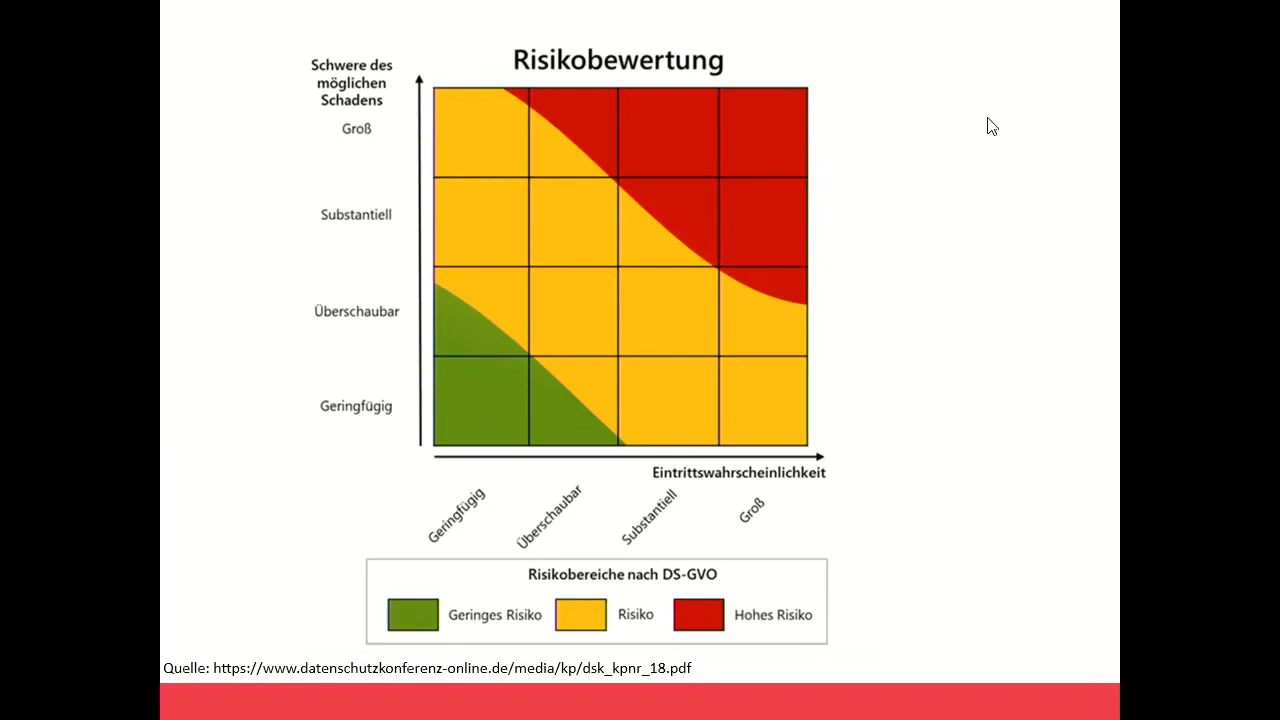 Risikobewertung
Schwere des
möglichen
Schadens
Groß
Substantiell
Überschaubar
Geringfügig
Eintrittswahrscheinlichkeit
Geringfügig
Überschaubar
Substantiell
Groß
Risikobereiche nach DS-GVO
Geringes Risiko
Risiko
Hohes Risiko
Quelle: https://www.datenschutzkonferenz-online.de/media/kp/dsk_kpnr_18.pdf